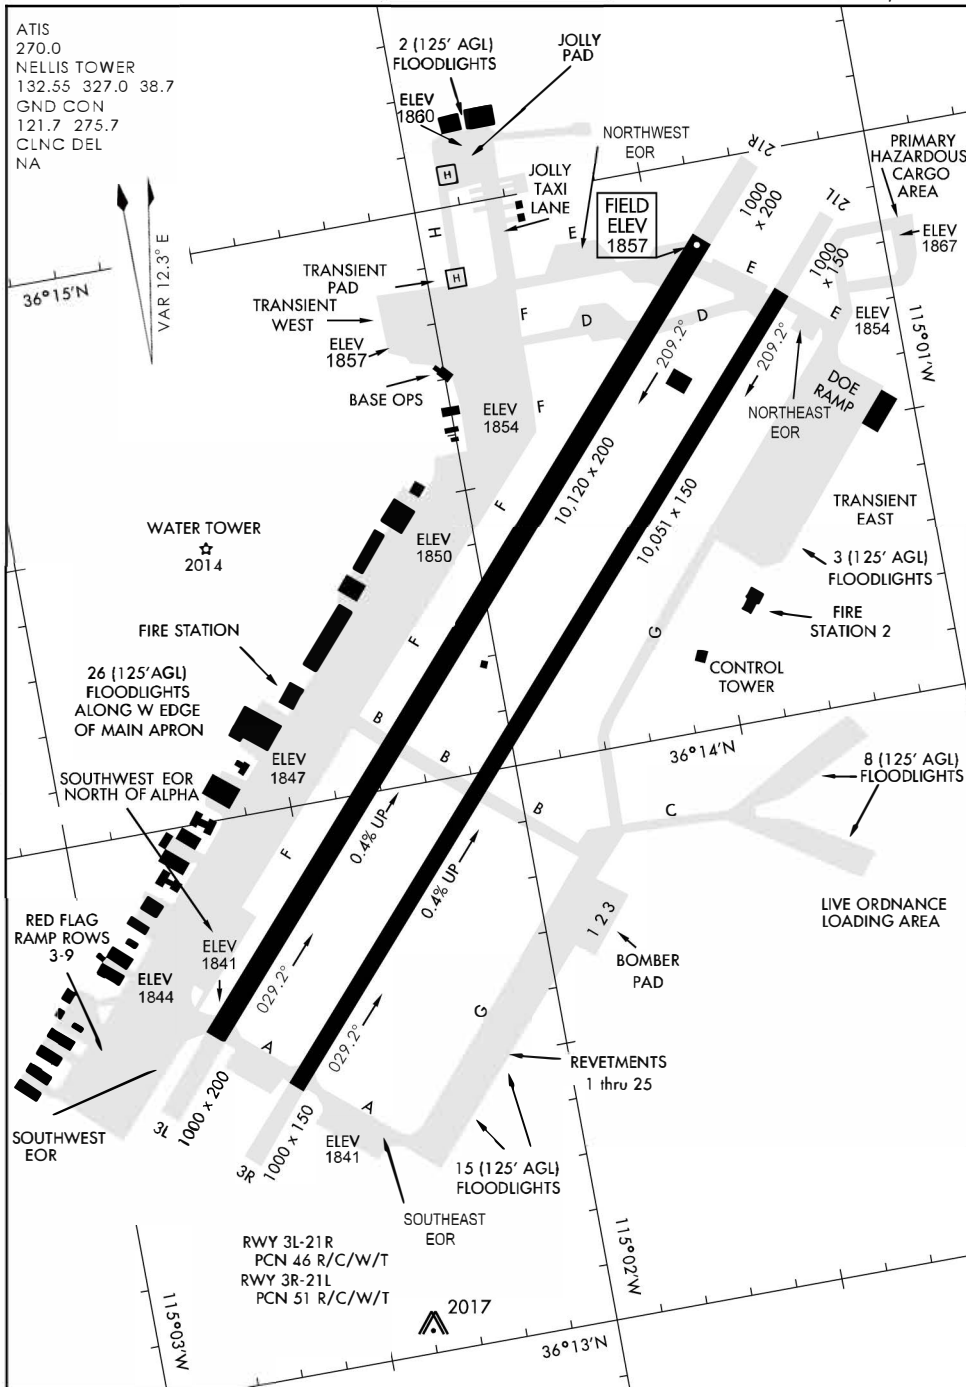 ATIS
270.0
NELLIS TOWER
132.55 327.0 38.7
GND CON
121.7 275.7
CLNC DEL
NA
VAR 12.3° E
36°15'N
2 (125' AGL)
FLOODLIGHTS
JOLLY
PAD
ELEV
1860
H
H
JOLLY
TAXI
LANE
NORTHWEST
EOR
FIELD
ELEV
1857
21R
1000
x 200
21L
1000
x 150
PRIMARY
HAZARDOUS
CARGO
AREA
ELEV
1867
E
E
E
ELEV
1854
115°01'W
TRANSIENT
PAD
H
TRANSIENT
WEST
ELEV
1857
F
D
D
209.2°
209.2°
BASE OPS
ELEV
1854
F
NORTHEAST
EOR
DOE
RAMP
10,120 x 200
10,051 x 150
F
TRANSIENT
EAST
WATER TOWER
2014
ELEV
1850
3 (125' AGL)
FLOODLIGHTS
FIRE
STATION 2
FIRE STATION
F
G
CONTROL
TOWER
26 (125'AGL)
FLOODLIGHTS
ALONG W EDGE
OF MAIN APRON
B
B
B
36°14'N
ELEV
1847
8 (125' AGL)
FLOODLIGHTS
SOUTHWEST EOR
NORTH OF ALPHA
C
F
0.4% UP
0.4% UP
LIVE ORDNANCE
LOADING AREA
RED FLAG
RAMP ROWS
3-9
ELEV
1841
ELEV
1844
1 2 3
BOMBER
PAD
029.2°
029.2°
G
A
A
REVETMENTS
1 thru 25
SOUTHWEST
EOR
3L
1000 x 200
3R
1000 x 150
ELEV
1841
15 (125' AGL)
FLOODLIGHTS
SOUTHEAST
EOR
RWY 3L-21R
PCN 46 R/C/W/T
RWY 3R-21L
PCN 51 R/C/W/T
2017
115°03'W
115°02'W
36°13'N